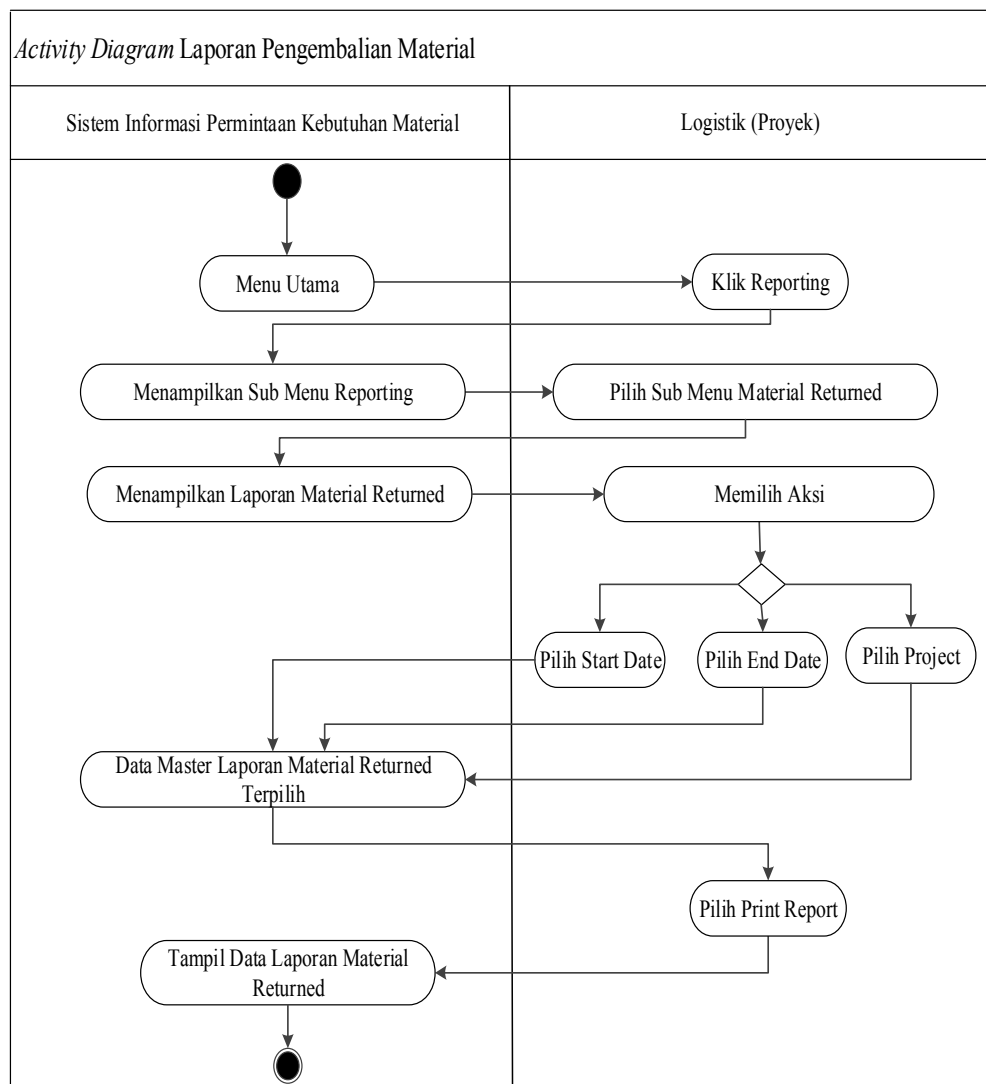 Activity Diagram Laporan Pengembalian Material
Sistem Informasi Permintaan Kebutuhan Material
Logistik (Proyek)
Menu Utama
Klik Reporting
Menampilkan Sub Menu Reporting
Pilih Sub Menu Material Returned
Menampilkan Laporan Material Returned
Memilih Aksi
Pilih Start Date
Pilih End Date
Pilih Project
Data Master Laporan Material Returned
Terpilih
Pilih Print Report
Tampil Data Laporan Material
Returned